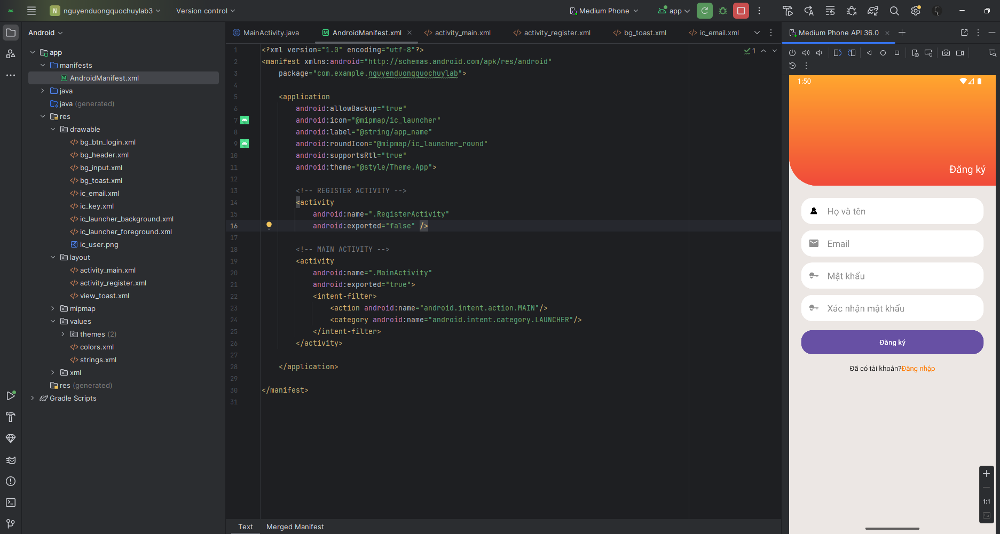 N nguyenduongquochuylab3 Version control Medium Phone app
Android
app
manifests
AndroidManifest.xml
java
java (generated)
res
drawable
bg_btn_login.xml
bg_header.xml
bg_input.xml
bg_toast.xml
ic_email.xml
ic_key.xml
ic_launcher_background.xml
ic_launcher_foreground.xml
ic_user.png
layout
activity_main.xml
activity_register.xml
view_toast.xml
mipmap
values
themes (2)
colors.xml
strings.xml
xml
res (generated)
Gradle Scripts
MainActivity.java AndroidManifest.xml activity_main.xml activity_register.xml bg_toast.xml ic_email.xml
1
1 <?xml version="1.0" encoding="utf-8"?>
2 <manifest xmlns:android="http://schemas.android.com/apk/res/android"
3 package="com.example.nguyenduongquochuylab">
4
5 <application
6 android:allowBackup="true"
7 android:icon="@mipmap/ic_launcher"
8 android:label="@string/app_name"
9 android:roundIcon="@mipmap/ic_launcher_round"
10 android:supportsRtl="true"
11 android:theme="@style/Theme.App">
12
13 <!-- REGISTER ACTIVITY -->
14 <activity
15 android:name=".RegisterActivity"
16 android:exported="false" />
17
18 <!-- MAIN ACTIVITY -->
19 <activity
20 android:name=".MainActivity"
21 android:exported="true">
22 <intent-filter>
23 <action android:name="android.intent.action.MAIN"/>
24 <category android:name="android.intent.category.LAUNCHER"/>
25 </intent-filter>
26 </activity>
27
28 </application>
29
30 </manifest>
31
Text Merged Manifest
Medium Phone API 36.0
1:50
Đăng ký
Họ và tên
Email
Mật khẩu
Xác nhận mật khẩu
Đăng ký
Đã có tài khoản?Đăng nhập
1:1